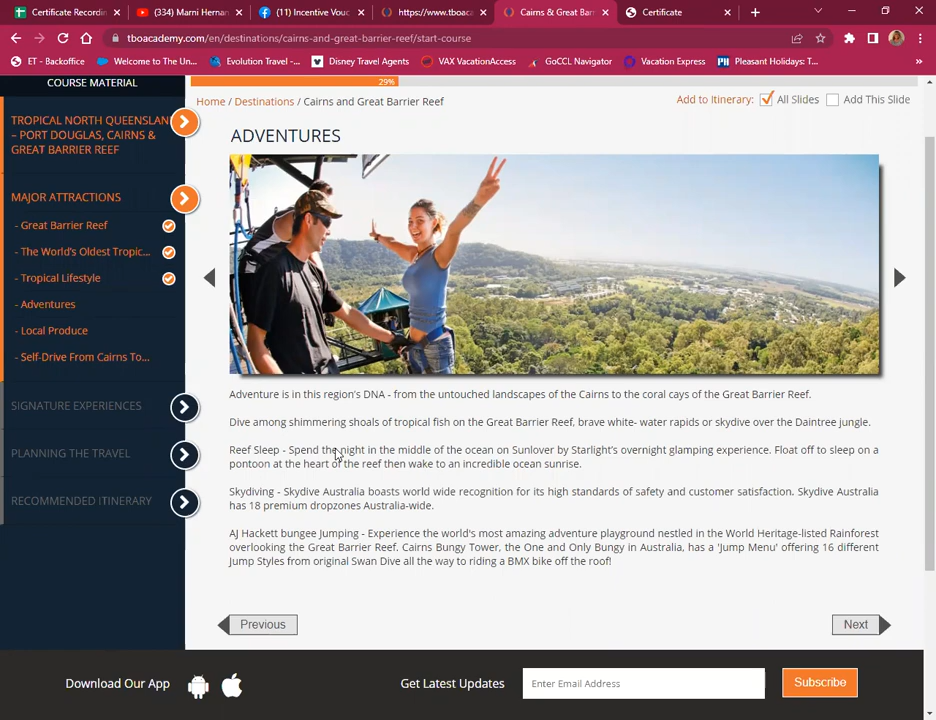 Certificate Recordin
(334) Marni Hernan
(11) Incentive Vouc
https://www.tboaca
Cairns & Great Bar
Certificate
tboacademy.com/en/destinations/cairns-and-great-barrier-reef/start-course
ET - Backoffice
Welcome to The Un...
Evolution Travel -...
Disney Travel Agents
VAX VacationAccess
GoCCL Navigator
Vacation Express
Pleasant Holidays: T...
»
COURSE MATERIAL
29%
Home / Destinations / Cairns and Great Barrier Reef
Add to Itinerary: All Slides Add This Slide
TROPICAL NORTH QUEENSLAN
– PORT DOUGLAS, CAIRNS &
GREAT BARRIER REEF
MAJOR ATTRACTIONS
- Great Barrier Reef
- The World's Oldest Tropic...
- Tropical Lifestyle
- Adventures
- Local Produce
- Self-Drive From Cairns To...
SIGNATURE EXPERIENCES
PLANNING THE TRAVEL
RECOMMENDED ITINERARY
ADVENTURES
Adventure is in this region's DNA - from the untouched landscapes of the Cairns to the coral cays of the Great Barrier Reef.
Dive among shimmering shoals of tropical fish on the Great Barrier Reef, brave white- water rapids or skydive over the Daintree jungle.
Reef Sleep - Spend the night in the middle of the ocean on Sunlover by Starlight's overnight glamping experience. Float off to sleep on a
pontoon at the heart of the reef then wake to an incredible ocean sunrise.
Skydiving - Skydive Australia boasts world wide recognition for its high standards of safety and customer satisfaction. Skydive Australia
has 18 premium dropzones Australia-wide.
AJ Hackett bungee Jumping - Experience the world's most amazing adventure playground nestled in the World Heritage-listed Rainforest
overlooking the Great Barrier Reef. Cairns Bungy Tower, the One and Only Bungy in Australia, has a 'Jump Menu' offering 16 different
Jump Styles from original Swan Dive all the way to riding a BMX bike off the roof!
Previous
Next
Download Our App
Get Latest Updates
Enter Email Address
Subscribe